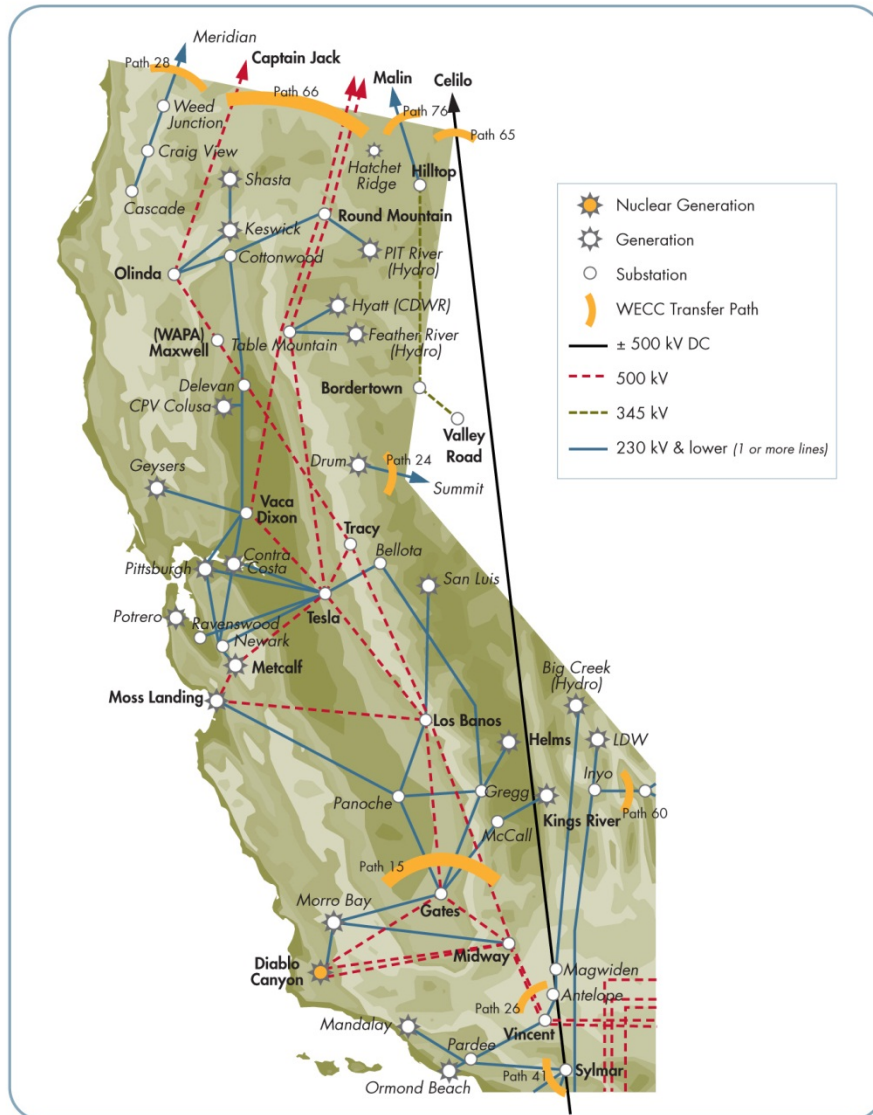 Meridian
Path 28
Captain Jack
Path 66
Malin
Celilo
Path 76
Path 65
Weed
Junction
Craig View
Cascade
Shasta
Hatchet
Ridge
Hilltop
Keswick
Round Mountain
Cottonwood
PIT River
(Hydro)
Olinda
Hyatt (CDWR)
(WAPA)
Maxwell
Table Mountain
Feather River
(Hydro)
Delevan
CPV Colusa
Bordertown
Valley
Road
Geysers
Drum
Path 24
Summit
Vaca
Dixon
Tracy
Bellota
Contra
Costa
Pittsburgh
San Luis
Potrero
Ravenswood
Tesla
Newark
Metcalf
Big Creek
(Hydro)
Moss Landing
Los Banos
Helms
LDW
Inyo
Panoche
Gregg
Kings River
Path 60
McCall
Path 15
Gates
Morro Bay
Midway
Diablo
Canyon
Magwiden
Antelope
Path 26
Vincent
Mandalay
Pardee
Ormond Beach
Path 41
Sylmar
Nuclear Generation
Generation
Substation
WECC Transfer Path
± 500 kV DC
500 kV
345 kV
230 kV & lower (1 or more lines)